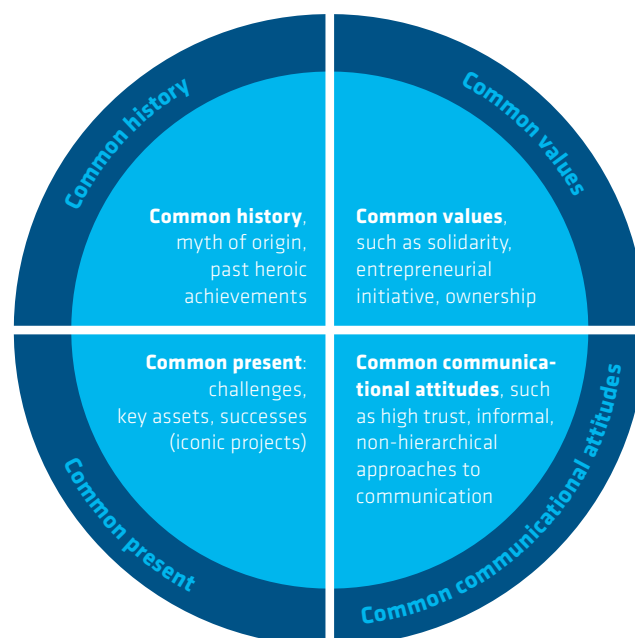 Common history
Common history,
myth of origin,
past heroic
achievements
Common values
Common values,
such as solidarity,
entrepreneurial
initiative, ownership
Common present:
challenges,
key assets, successes
(iconic projects)
Common present
Common communica-
tional attitudes, such
as high trust, informal,
non-hierarchical
approaches to
communication
Common communicational attitudes